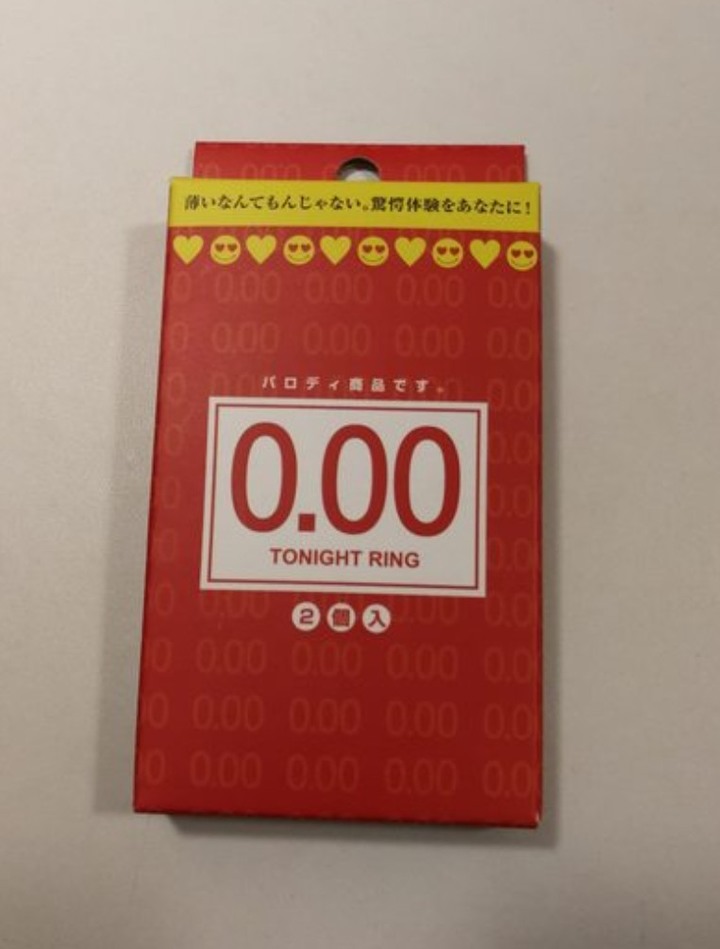 薄いなんてもんじゃない。驚愕体験をあなたに！
パロディ商品です。
0.00
TONIGHT RING
2個入